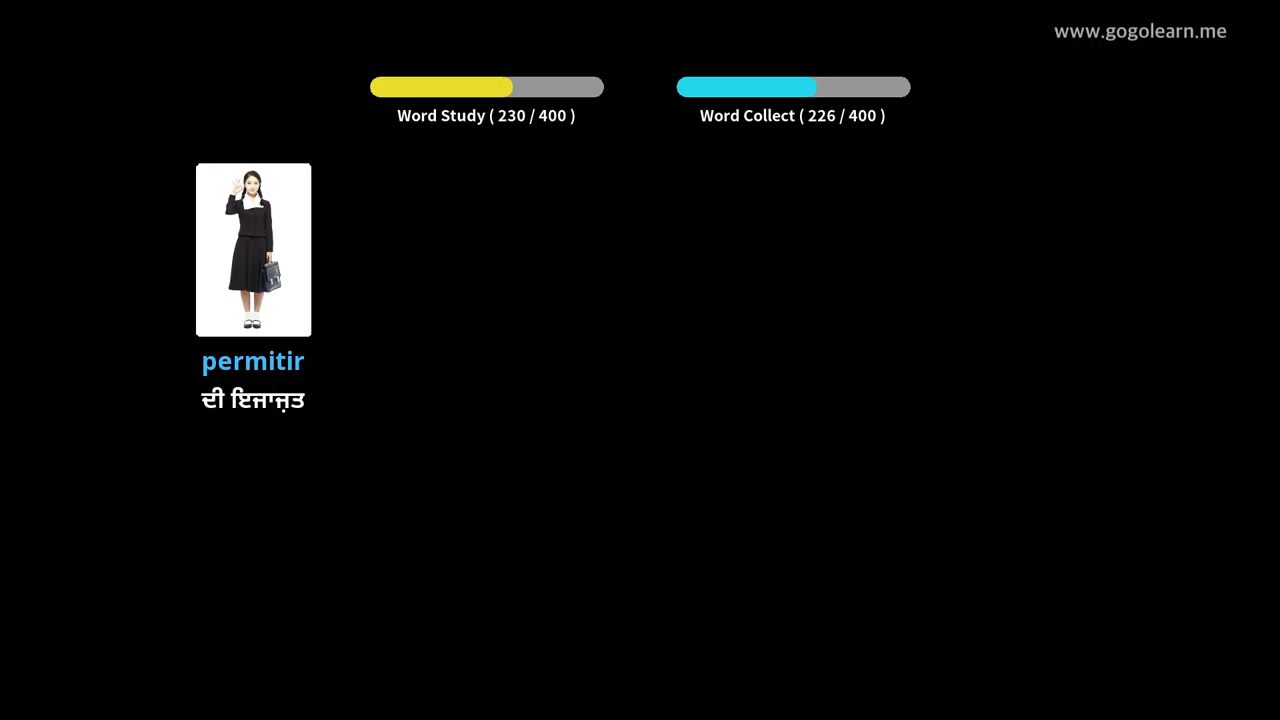 www.gogolearn.me
Word Study ( 230 / 400 )
Word Collect ( 226 / 400 )
permitir
ਦੀ ਇਜਾਜ਼ਤ